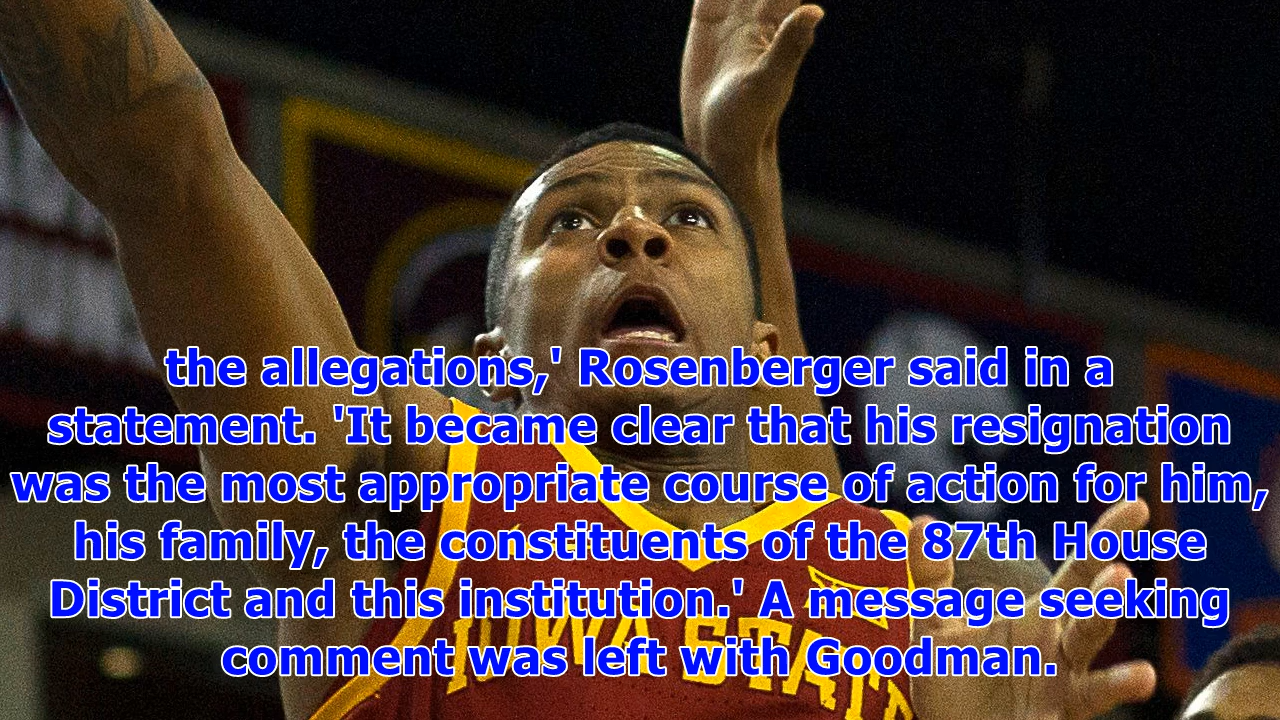 the allegations,' Rosenberger said in a
statement. 'It became clear that his resignation
was the most appropriate course of action for him,
his family, the constituents of the 87th House
District and this institution.' A message seeking
comment was left with Goodman.
IOWA STATE